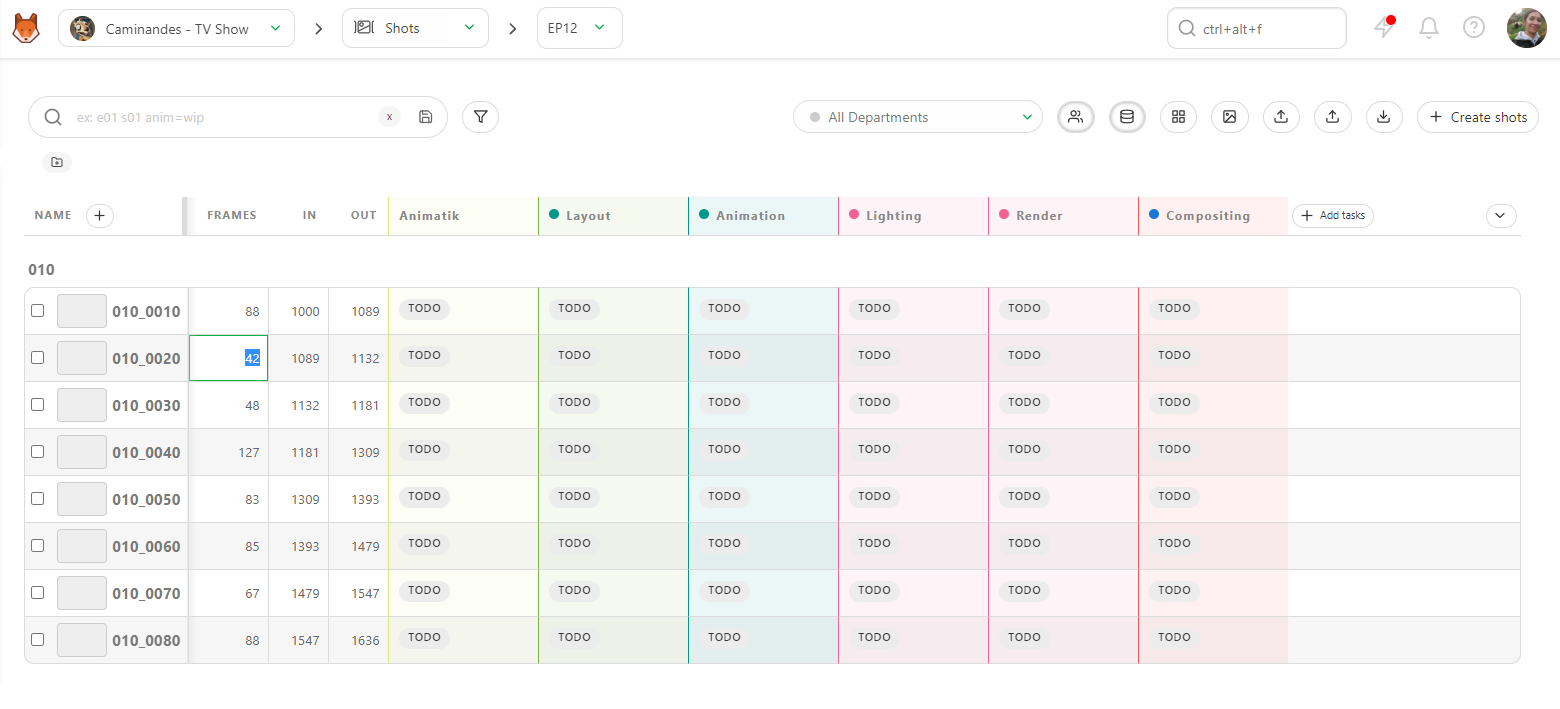 Caminandes - TV Show Shots EP12 ctrl+alt+f
ex: e01 s01 anim=wip x All Departments Create shots
NAME FRAMES IN OUT Animatik Layout Animation Lighting Render Compositing Add tasks
010
010_0010 88 1000 1089 TODO TODO TODO TODO TODO TODO
010_0020 42 1089 1132 TODO TODO TODO TODO TODO TODO
010_0030 48 1132 1181 TODO TODO TODO TODO TODO TODO
010_0040 127 1181 1309 TODO TODO TODO TODO TODO TODO
010_0050 83 1309 1393 TODO TODO TODO TODO TODO TODO
010_0060 85 1393 1479 TODO TODO TODO TODO TODO TODO
010_0070 67 1479 1547 TODO TODO TODO TODO TODO TODO
010_0080 88 1547 1636 TODO TODO TODO TODO TODO TODO